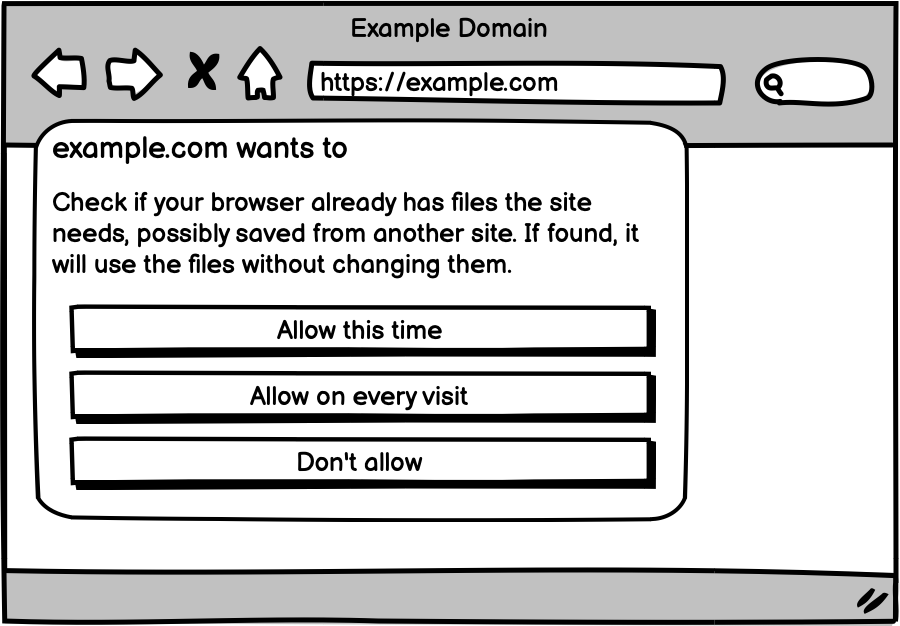 Example Domain
https://example.com
example.com wants to
Check if your browser already has files the site
needs, possibly saved from another site. If found, it
will use the files without changing them.
Allow this time
Allow on every visit
Don't allow